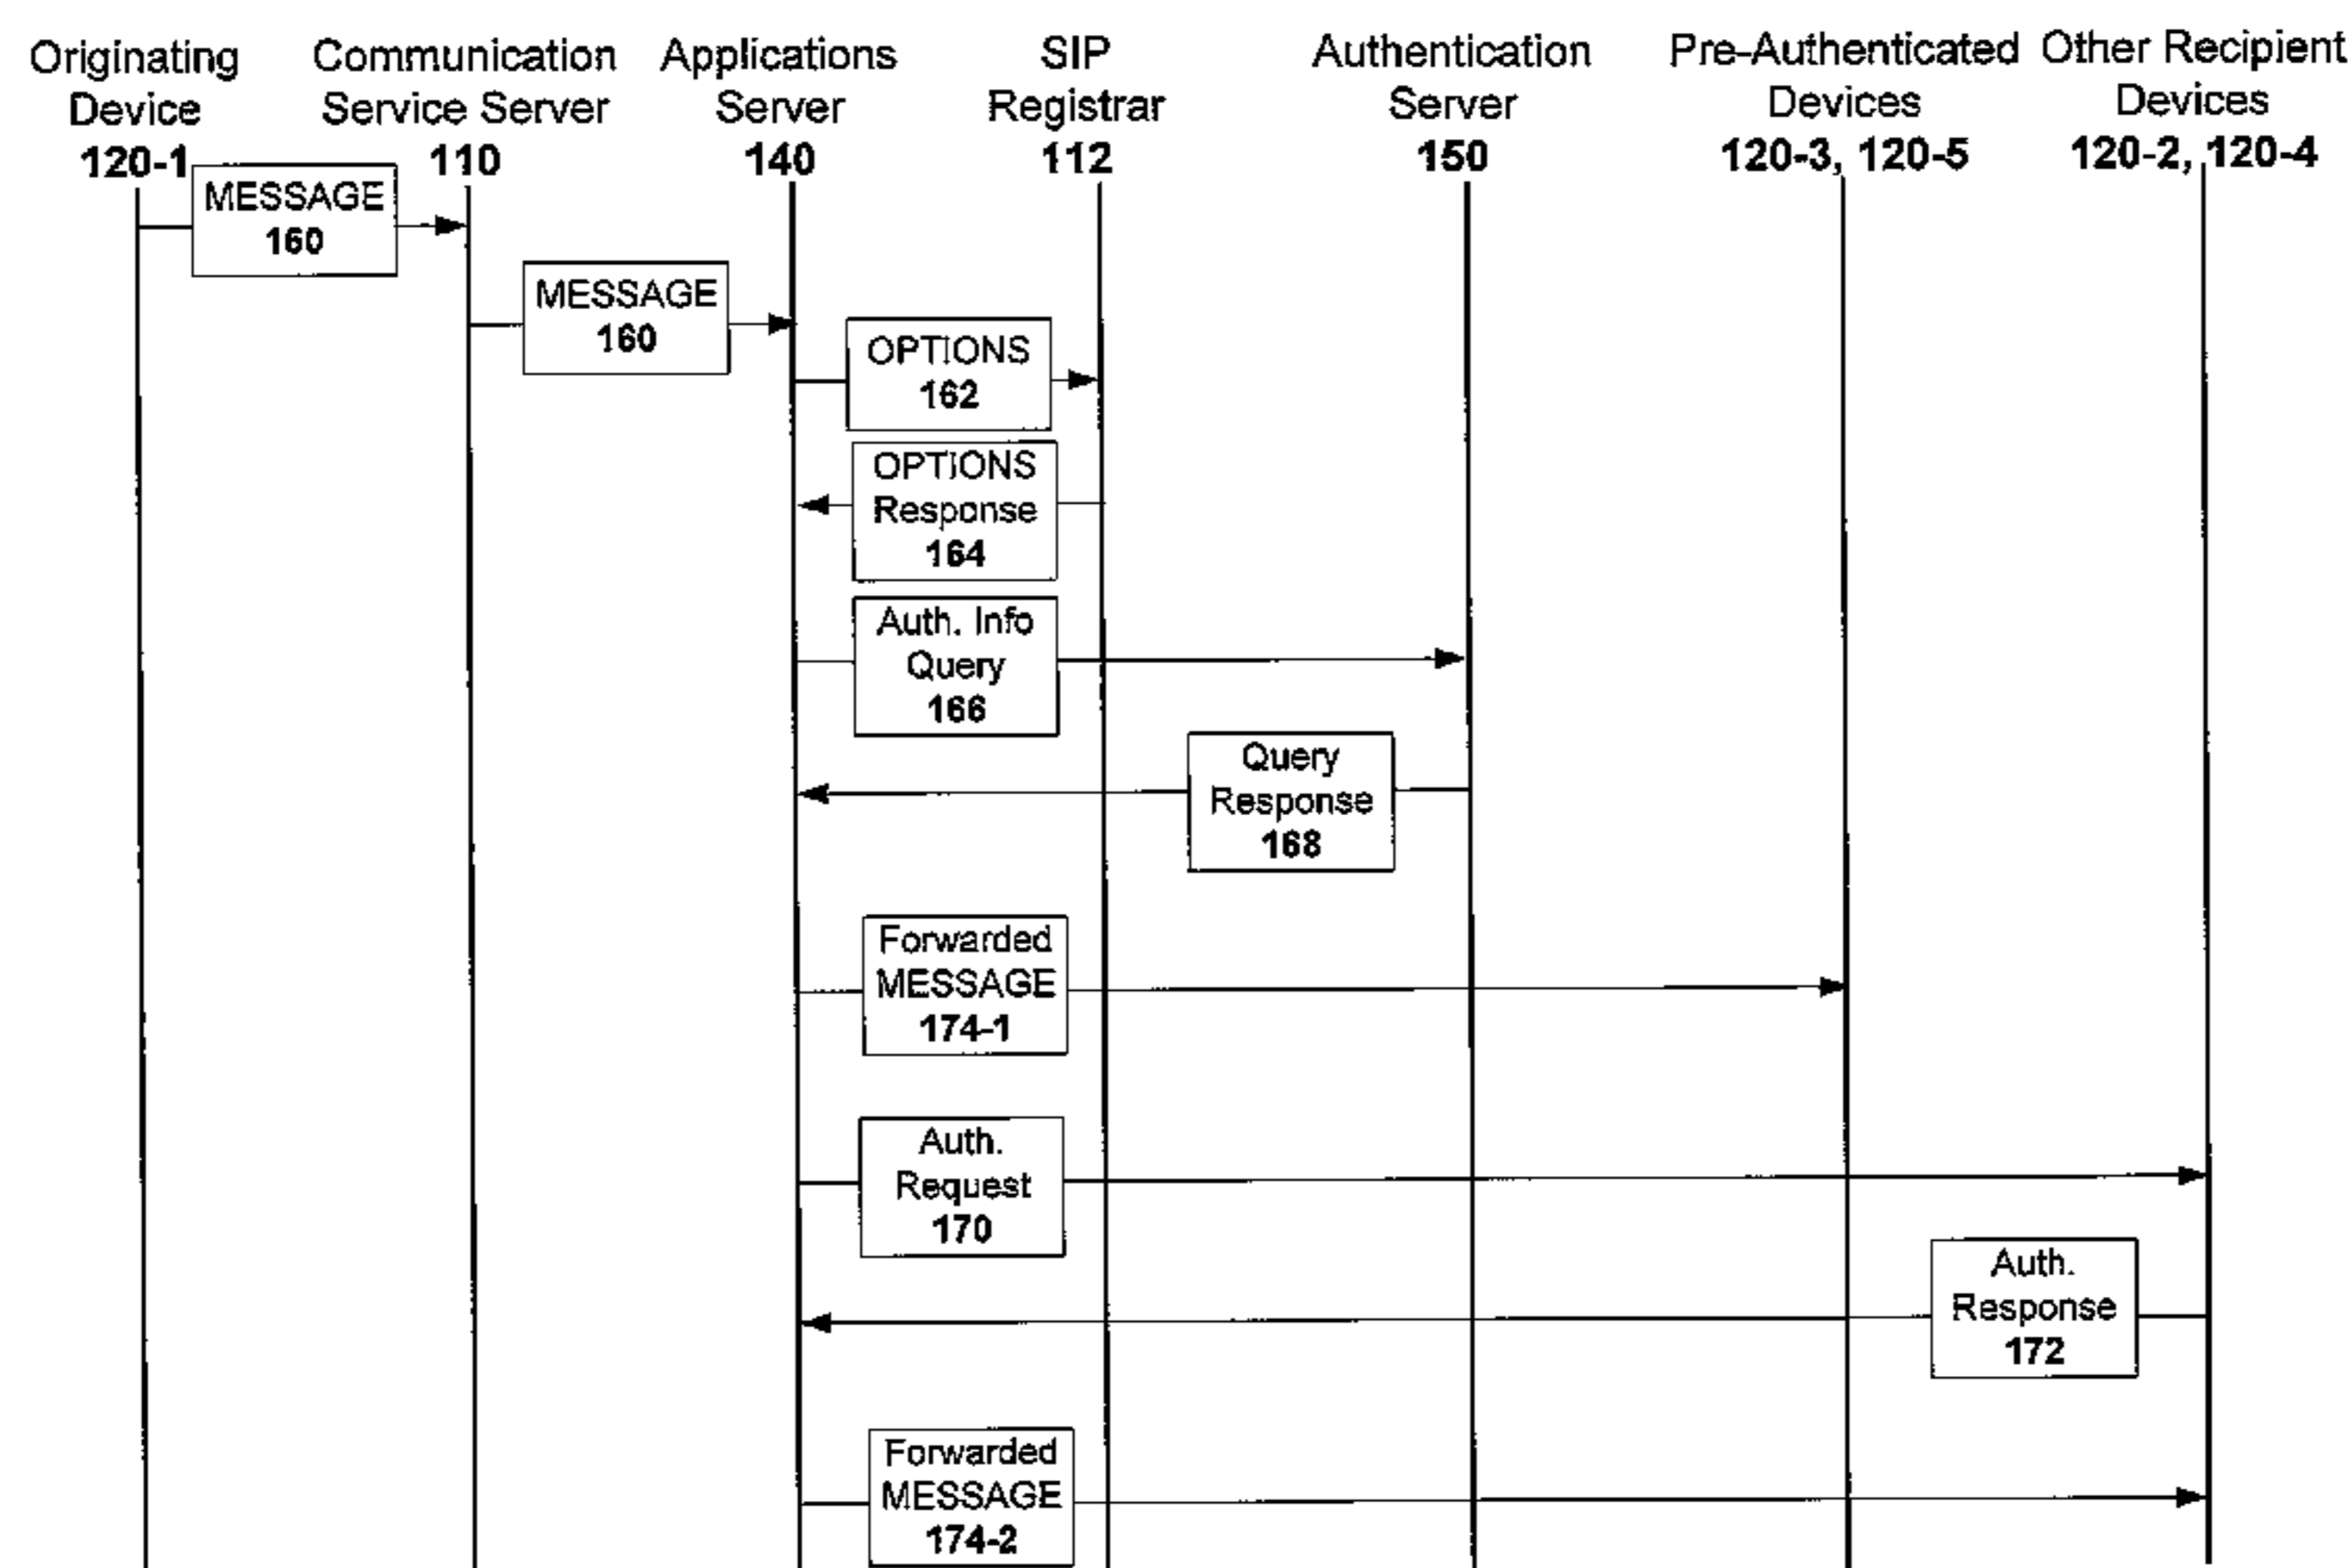 Originating
Device
120-1
Communication
Service Server
110
Applications
Server
140
SIP
Registrar
112
Authentication
Server
150
Pre-Authenticated
Devices
120-3, 120-5
Other Recipient
Devices
120-2, 120-4
MESSAGE
160
MESSAGE
160
OPTIONS
162
OPTIONS
Response
164
Auth. Info
Query
166
Query
Response
168
Forwarded
MESSAGE
174-1
Auth.
Request
170
Auth.
Response
172
Forwarded
MESSAGE
174-2